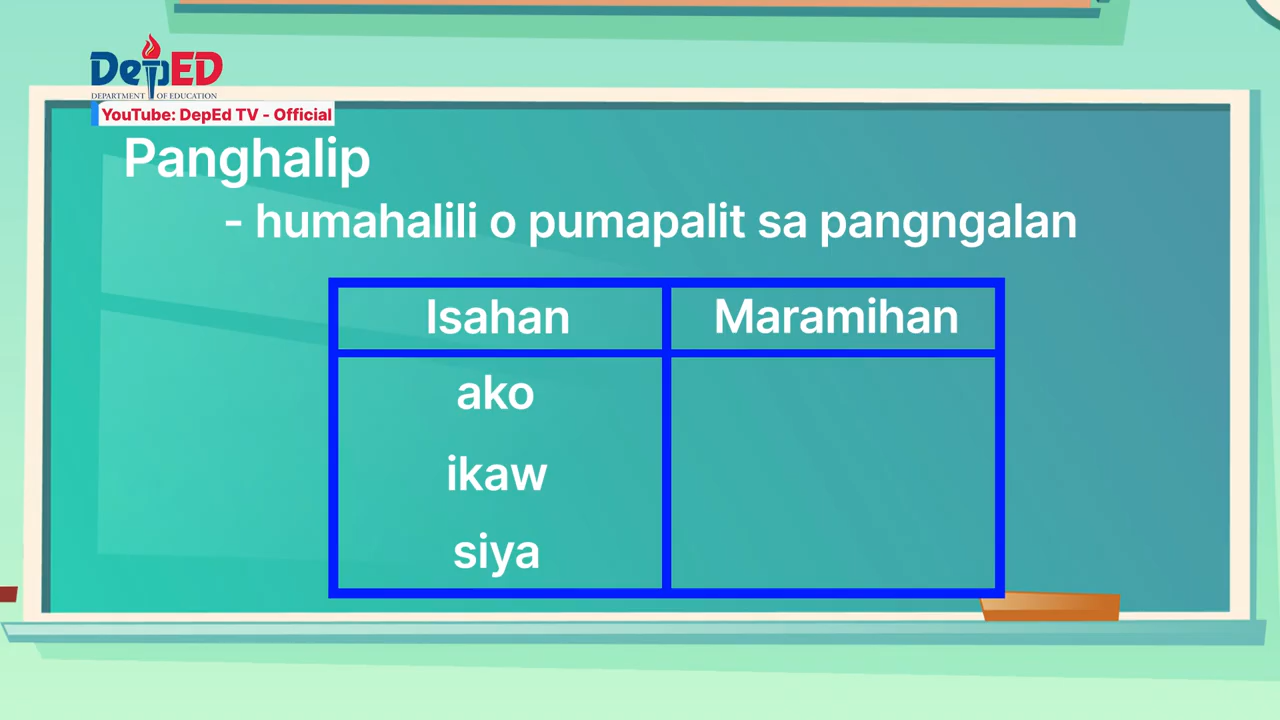 DepED
DEPARTMENT OF EDUCATION
YouTube: DepEd TV - Official
Panghalip
- humahalili o pumapalit sa pangngalan
Isahan Maramihan
ako
ikaw
siya